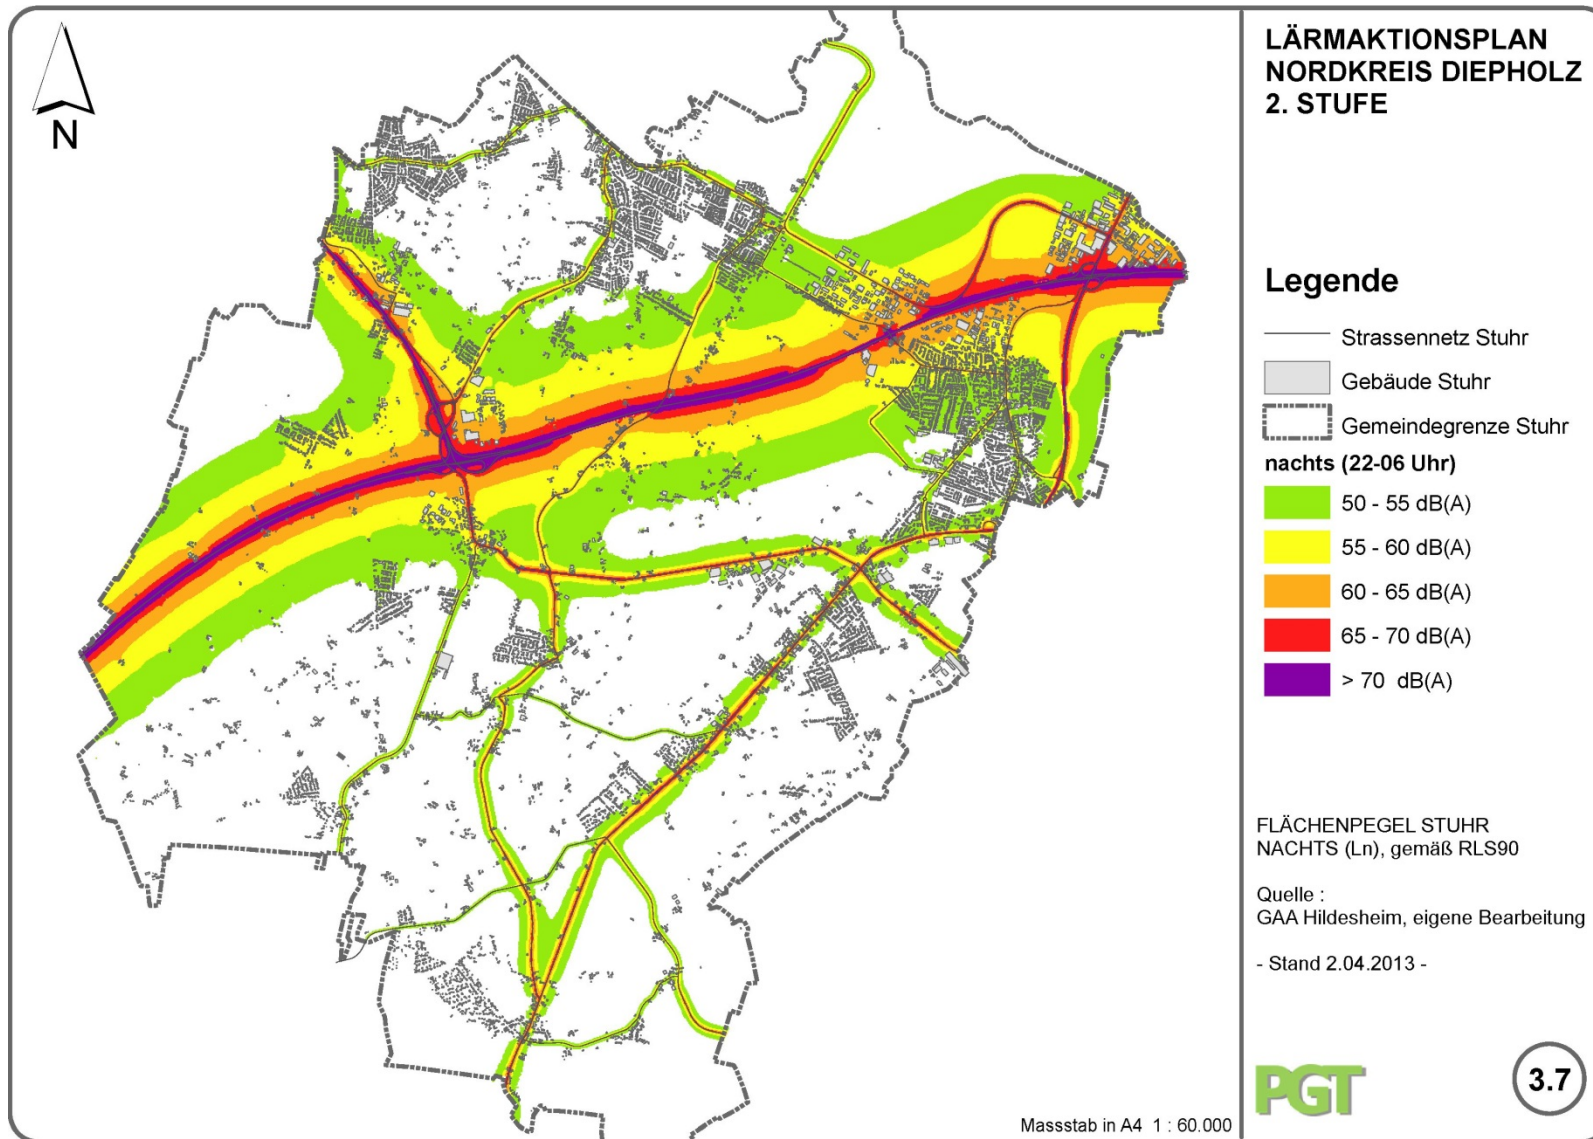 N
LÄRMAKTIONSPLAN
NORDKREIS DIEPHOLZ
2. STUFE
Legende
Strassennetz Stuhr
Gebäude Stuhr
Gemeindegrenze Stuhr
nachts (22-06 Uhr)
50 - 55 dB(A)
55 - 60 dB(A)
60 - 65 dB(A)
65 - 70 dB(A)
> 70 dB(A)
FLÄCHENPEGEL STUHR
NACHTS (Ln), gemäß RLS90
Quelle :
GAA Hildesheim, eigene Bearbeitung
- Stand 2.04.2013 -
PGT
3.7
Massstab in A4 1 : 60.000